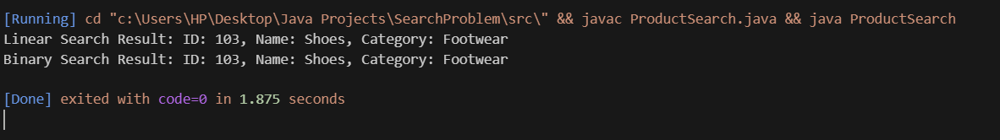 [Running] cd "c:\Users\HP\Desktop\Java Projects\SearchProblem\src\" && javac ProductSearch.java && java ProductSearch
Linear Search Result: ID: 103, Name: Shoes, Category: Footwear
Binary Search Result: ID: 103, Name: Shoes, Category: Footwear
[Done] exited with code=0 in 1.875 seconds